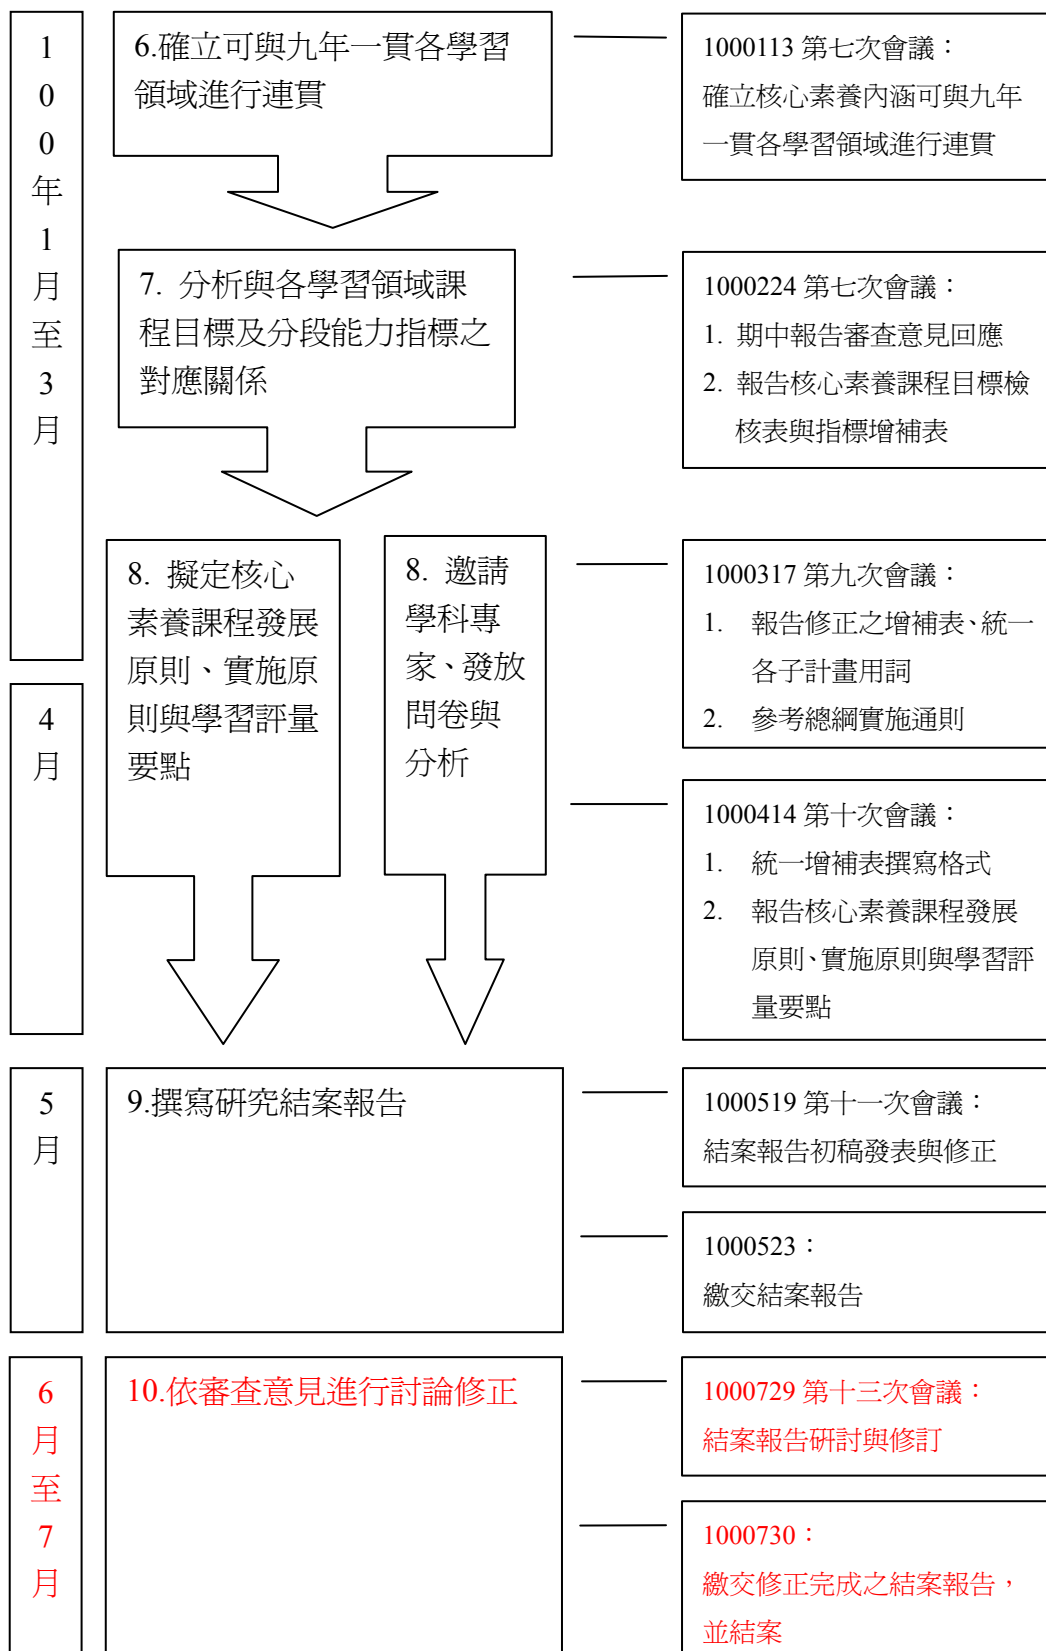 100年1月至3月
6.確立可與九年一貫各學習
領域進行連貫
1000113 第七次會議：
確立核心素養內涵可與九年
一貫各學習領域進行連貫
7. 分析與各學習領域課
程目標及分段能力指標之
對應關係
1000224 第七次會議：
1. 期中報告審查意見回應
2. 報告核心素養課程目標檢
核表與指標增補表
8. 擬定核心
素養課程發展
原則、實施原
則與學習評量
要點
8. 邀請
學科專
家、發放
問卷與
分析
1000317 第九次會議：
1. 報告修正之增補表、統一
各子計畫用詞
2. 參考總綱實施通則
4月
1000414 第十次會議：
1. 統一增補表撰寫格式
2. 報告核心素養課程發展
原則、實施原則與學習評
量要點
5月
9.撰寫研究結案報告
1000519 第十一次會議：
結案報告初稿發表與修正
1000523：
繳交結案報告
6月至7月
10.依審查意見進行討論修正
1000729 第十三次會議：
結案報告研討與修訂
1000730：
繳交修正完成之結案報告，
並結案